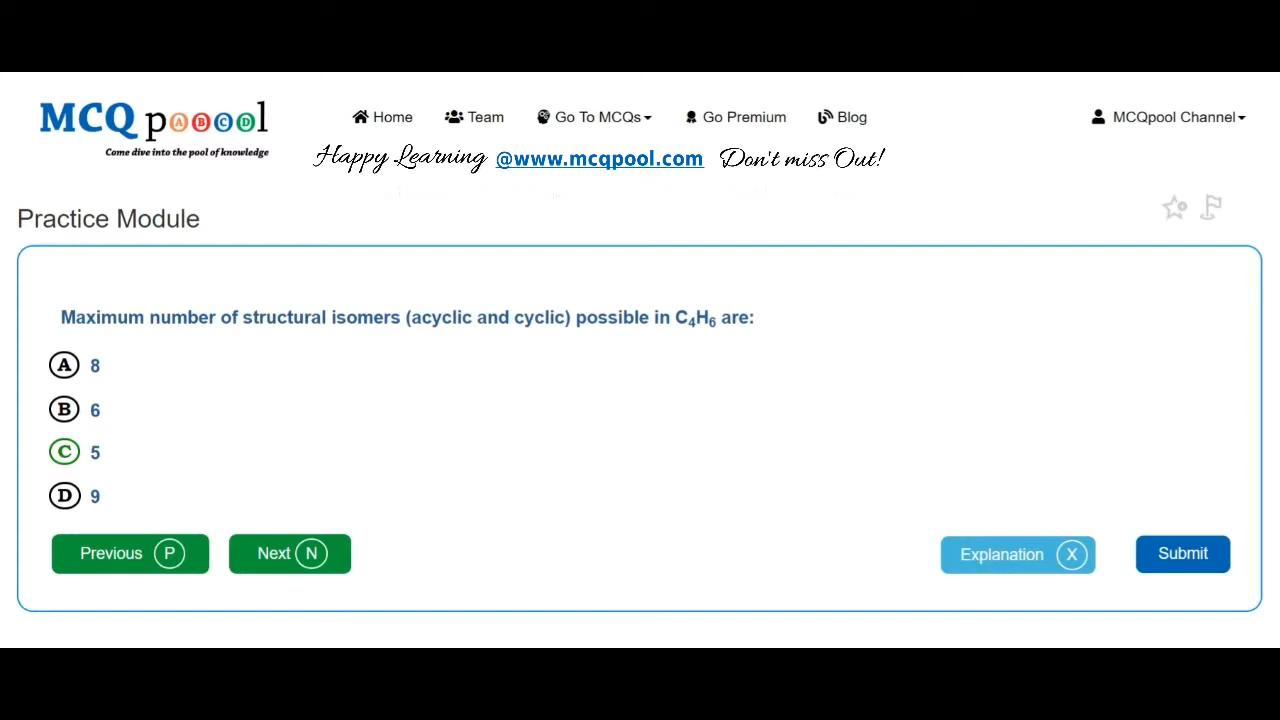 MCQ pooool
Come dive into the pool of knowledge
Home Team Go To MCQs Go Premium Blog MCQpool Channel
Happy Learning @www.mcqpool.com Don't miss Out!
Practice Module
Maximum number of structural isomers (acyclic and cyclic) possible in C₄H₆ are:
A 8
B 6
C 5
D 9
Previous P Next N Explanation X Submit